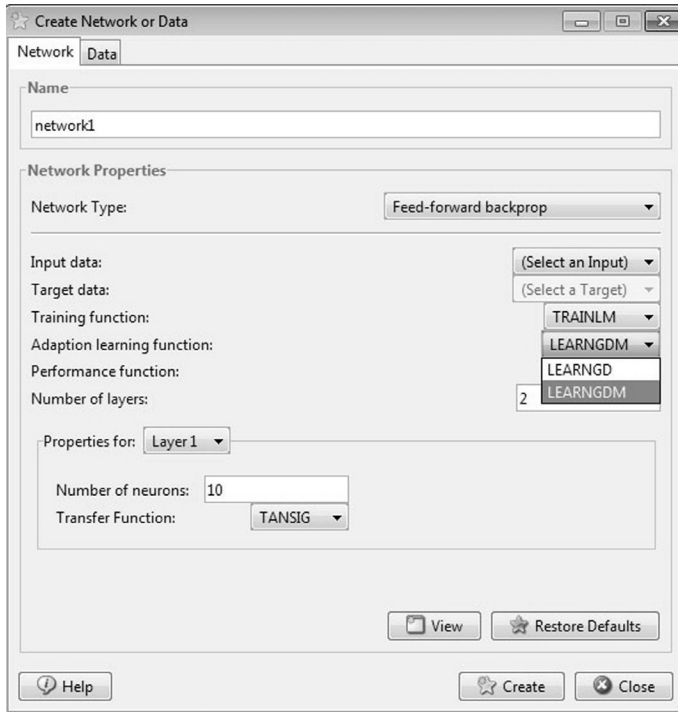 Create Network or Data
Network Data
Name
network1
Network Properties
Network Type: Feed-forward backprop
Input data: (Select an Input)
Target data: (Select a Target)
Training function: TRAINLM
Adaption learning function: LEARNGDM
Performance function: LEARNGD
LEARNGDM
Number of layers: 2
Properties for: Layer 1
Number of neurons: 10
Transfer Function: TANSIG
View Restore Defaults
Help Create Close